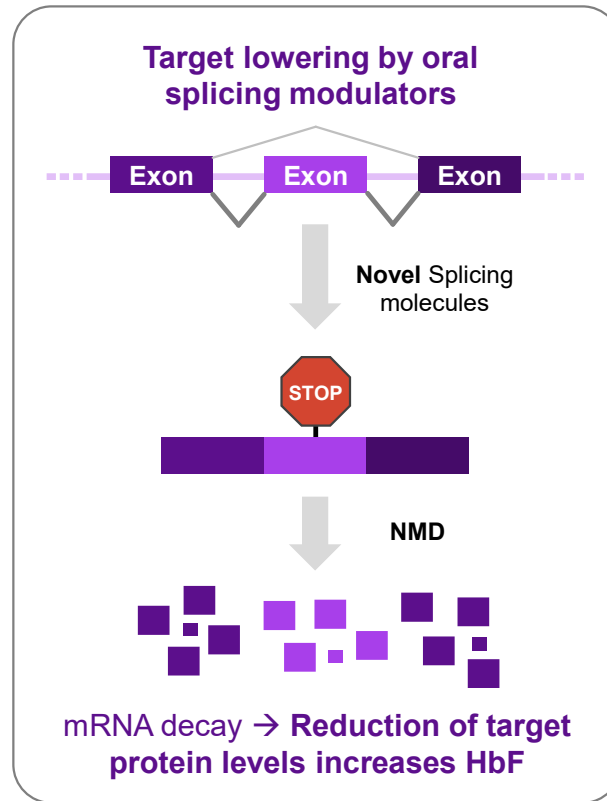 Target lowering by oral
splicing modulators
Exon Exon Exon
Novel Splicing
molecules
STOP
NMD
mRNA decay → Reduction of target
protein levels increases HbF